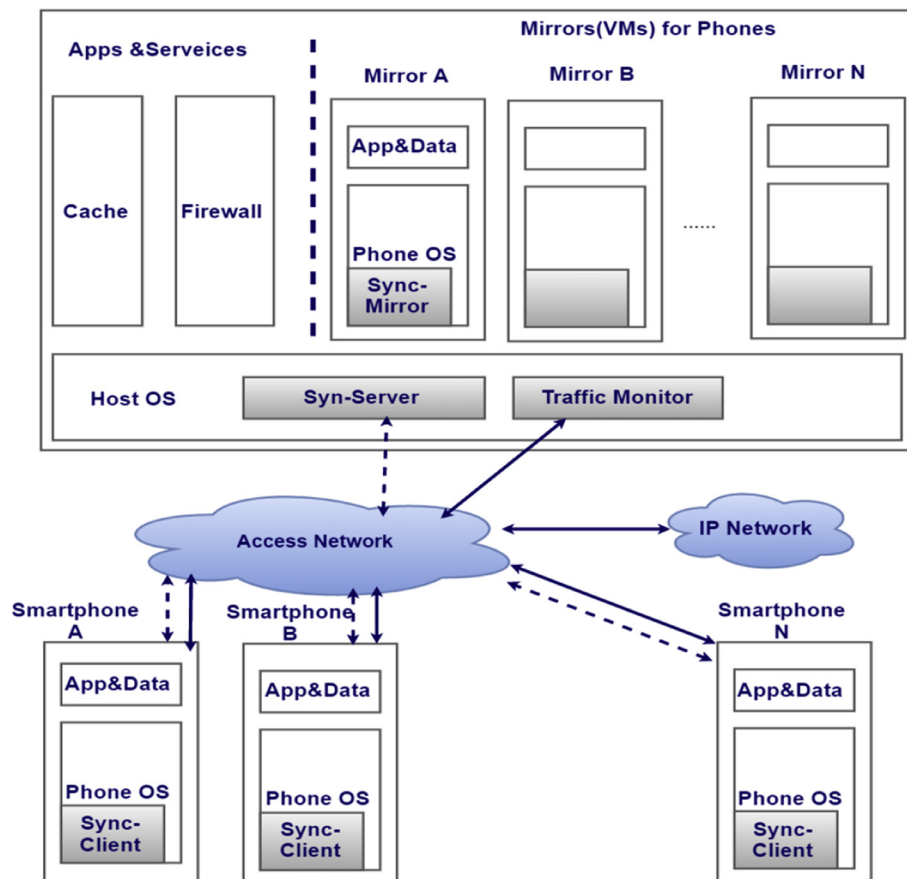 Apps &Serveices
Mirrors(VMs) for Phones
Mirror A
Mirror B
Mirror N
App&Data
Cache
Firewall
Phone OS
Sync-
Mirror
......
Host OS
Syn-Server
Traffic Monitor
Access Network
IP Network
Smartphone
A
Smartphone
B
Smartphone
N
App&Data
App&Data
App&Data
Phone OS
Phone OS
Phone OS
Sync-
Client
Sync-
Client
Sync-
Client